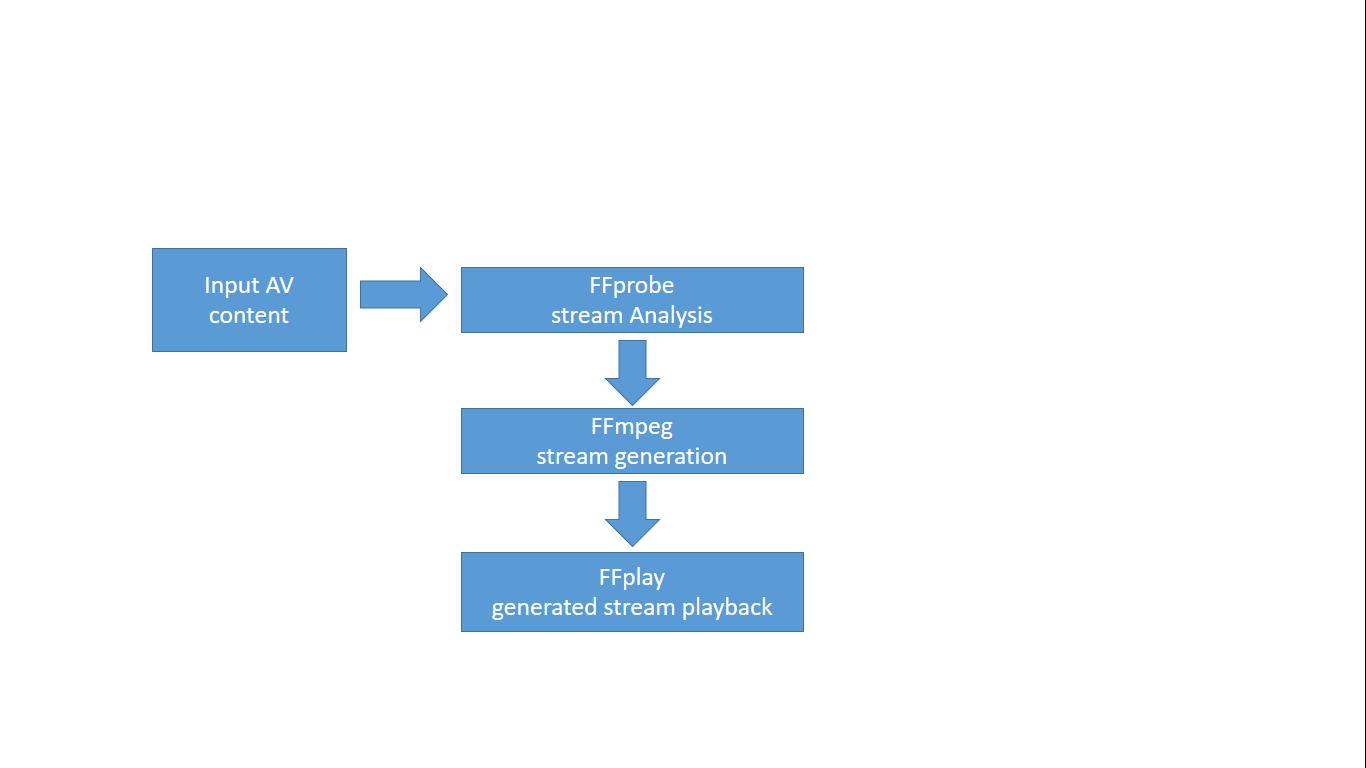 Input AV
content
FFprobe
stream Analysis
FFmpeg
stream generation
FFplay
generated stream playback